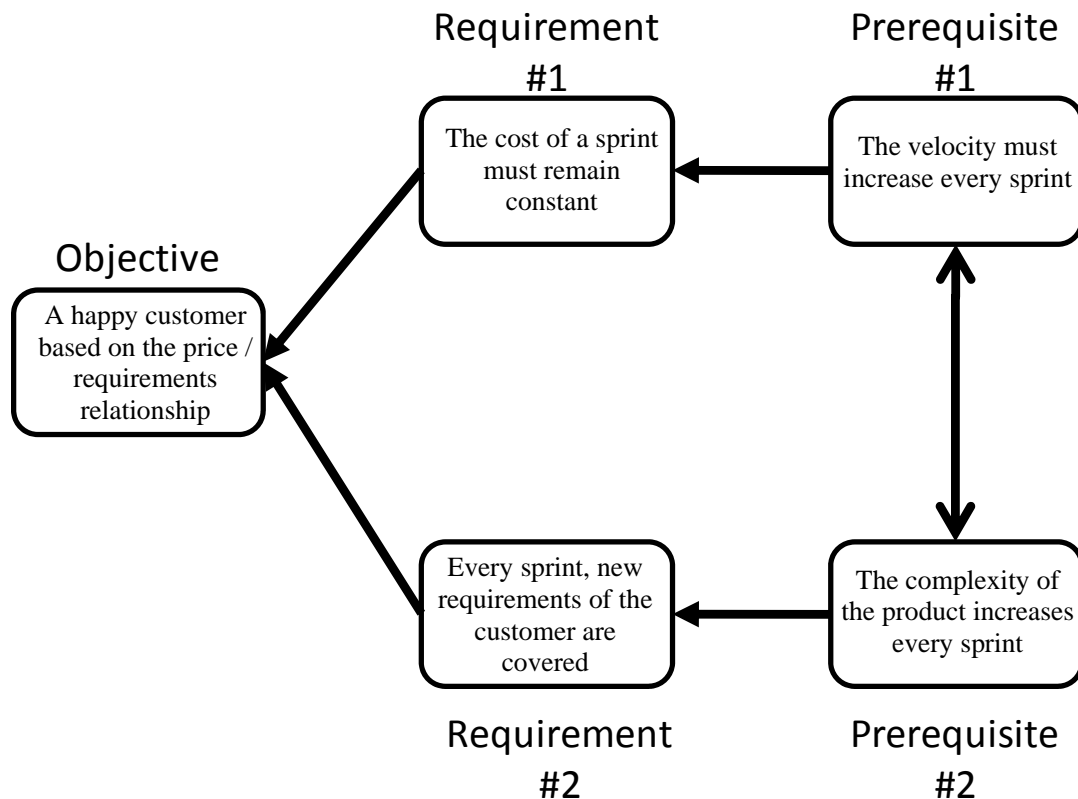 Requirement
#1
The cost of a sprint
must remain
constant
Prerequisite
#1
The velocity must
increase every sprint
Objective
A happy customer
based on the price /
requirements
relationship
Every sprint, new
requirements of the
customer are
covered
Requirement
#2
The complexity of
the product increases
every sprint
Prerequisite
#2